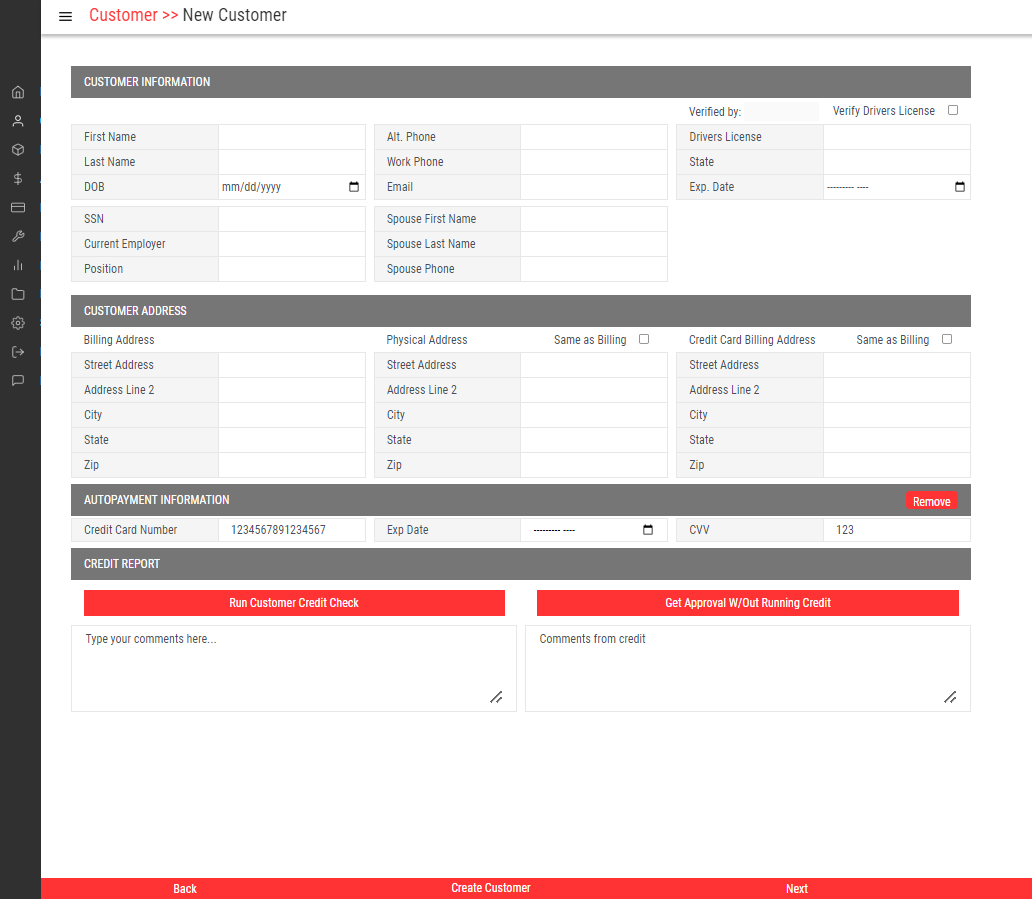 Customer >> New Customer
CUSTOMER INFORMATION
Verified by:
Verify Drivers License
First Name
Alt. Phone
Drivers License
Last Name
Work Phone
State
DOB
mm/dd/yyyy
Email
Exp. Date
--------- ----
SSN
Spouse First Name
Current Employer
Spouse Last Name
Position
Spouse Phone
CUSTOMER ADDRESS
Billing Address
Physical Address
Same as Billing
Credit Card Billing Address
Same as Billing
Street Address
Street Address
Street Address
Address Line 2
Address Line 2
Address Line 2
City
City
City
State
State
State
Zip
Zip
Zip
AUTOPAYMENT INFORMATION
Remove
Credit Card Number
1234567891234567
Exp Date
--------- ----
CVV
123
CREDIT REPORT
Run Customer Credit Check
Get Approval W/Out Running Credit
Type your comments here...
Comments from credit
Back
Create Customer
Next